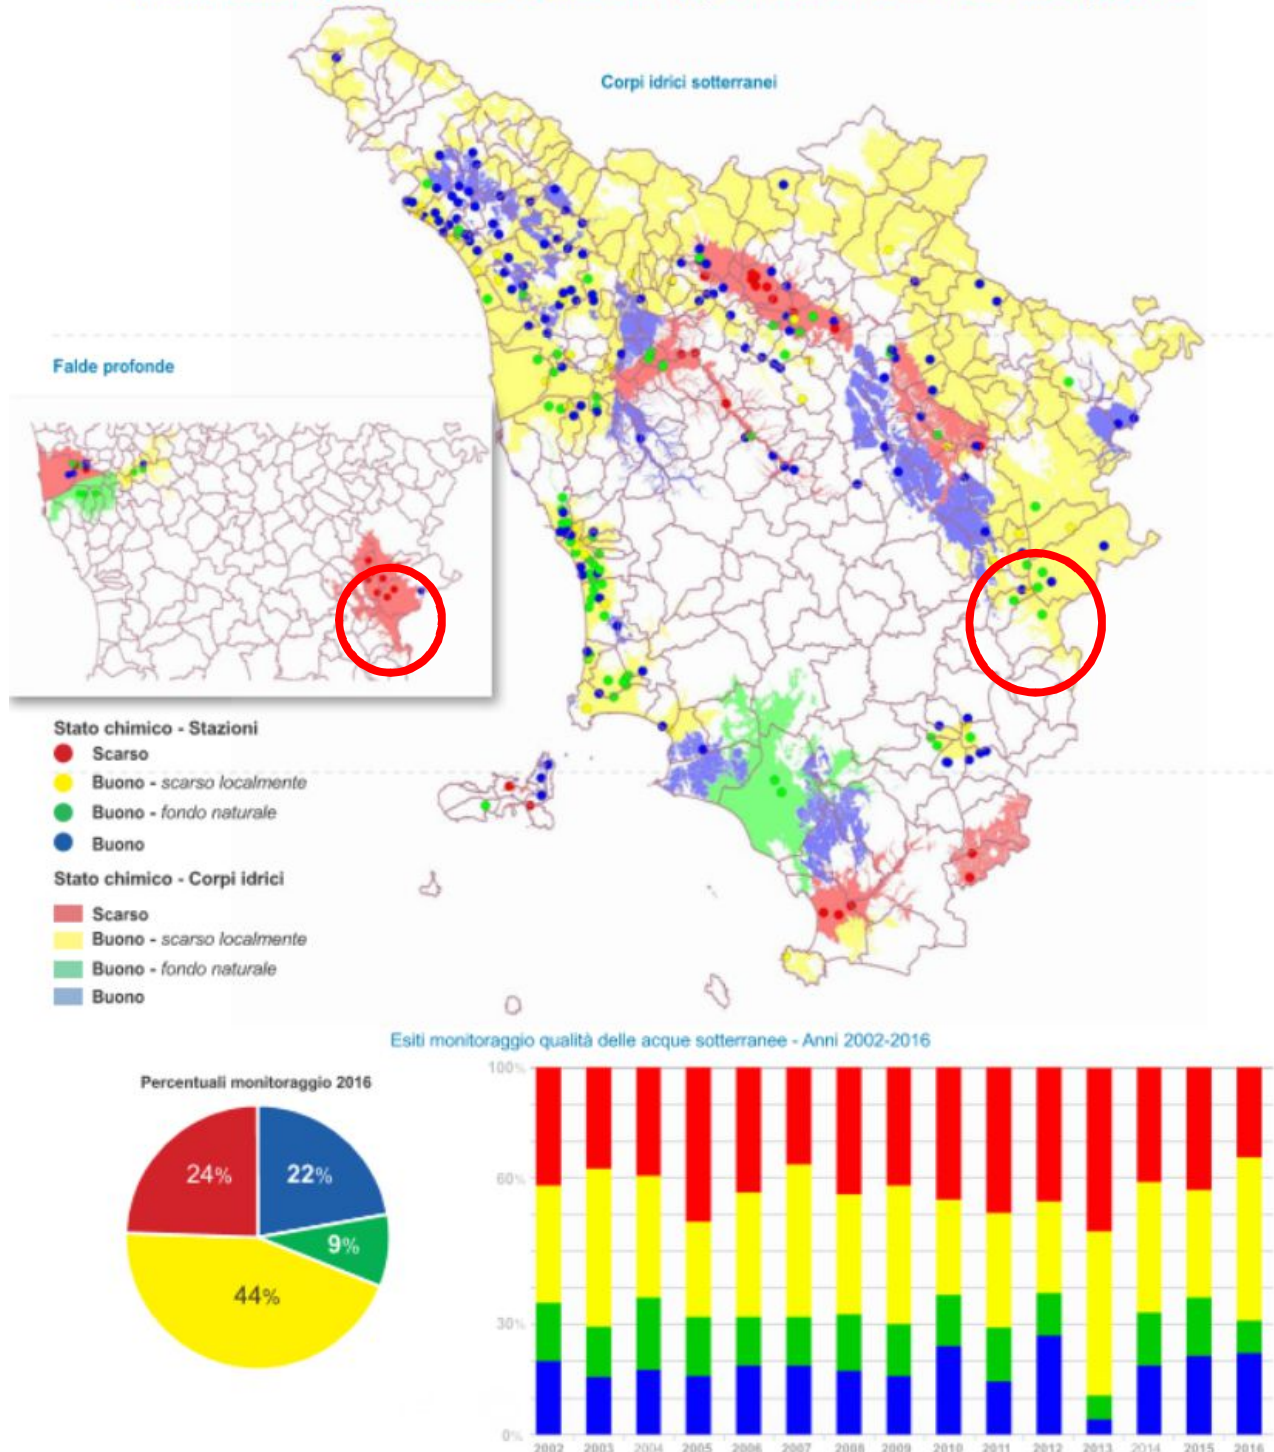 Corpi idrici sotterranei
Falde profonde
Stato chimico - Stazioni
Scarso
Buono - scarso localmente
Buono - fondo naturale
Buono
Stato chimico - Corpi idrici
Scarso
Buono - scarso localmente
Buono - fondo naturale
Buono
Esiti monitoraggio qualità delle acque sotterranee - Anni 2002-2016
Percentuali monitoraggio 2016
24%
22%
9%
44%
100%
60%
30%
0%
2002 2003 2004 2005 2006 2007 2008 2009 2010 2011 2012 2013 2014 2015 2016